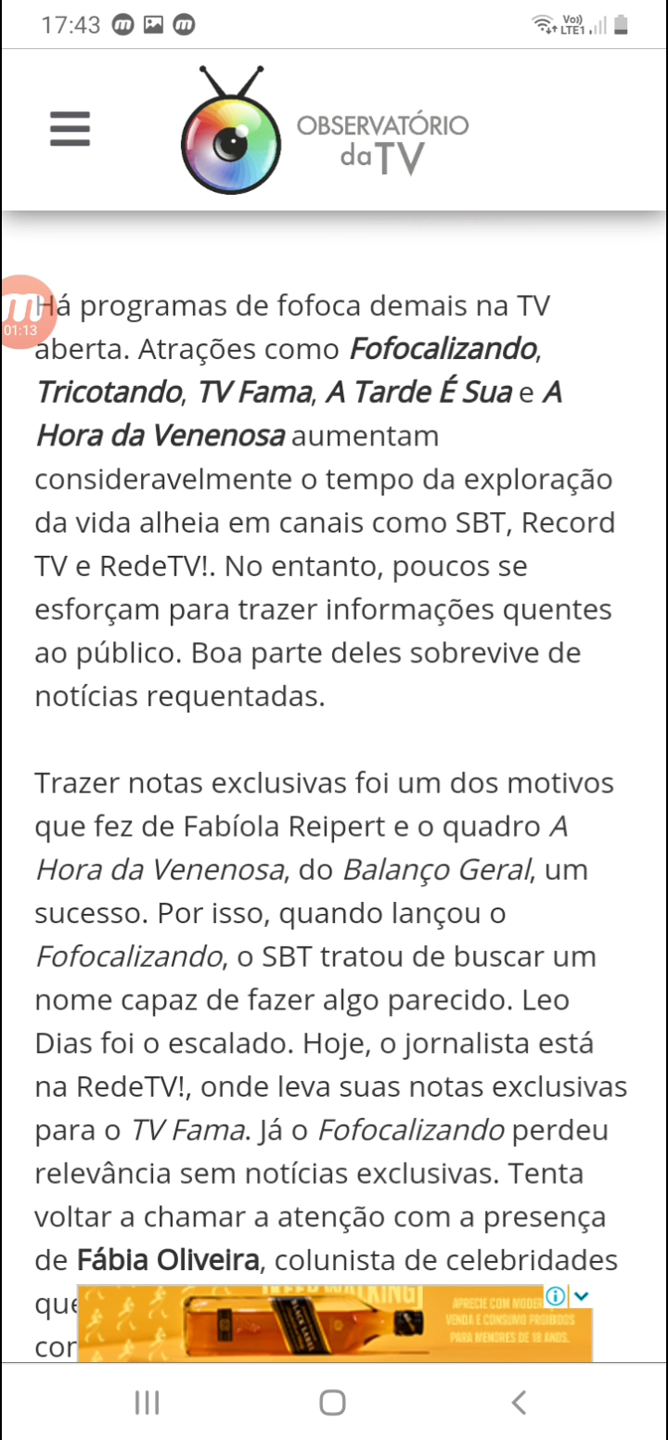 17:43
Vo))
LTE1
OBSERVATÓRIO
da TV
01:13
Há programas de fofoca demais na TV
aberta. Atrações como Fofocalizando,
Tricotando, TV Fama, A Tarde É Sua e A
Hora da Venenosa aumentam
consideravelmente o tempo da exploração
da vida alheia em canais como SBT, Record
TV e RedeTV!. No entanto, poucos se
esforçam para trazer informações quentes
ao público. Boa parte deles sobrevive de
notícias requentadas.
Trazer notas exclusivas foi um dos motivos
que fez de Fabíola Reipert e o quadro A
Hora da Venenosa, do Balanço Geral, um
sucesso. Por isso, quando lançou o
Fofocalizando, o SBT tratou de buscar um
nome capaz de fazer algo parecido. Leo
Dias foi o escalado. Hoje, o jornalista está
na RedeTV!, onde leva suas notas exclusivas
para o TV Fama. Já o Fofocalizando perdeu
relevância sem notícias exclusivas. Tenta
voltar a chamar a atenção com a presença
de Fábia Oliveira, colunista de celebridades
BLACK LABEL
APRECIE COM MODER
VENDA E CONSUMO PROIBIDOS
PARA MENORES DE 18 ANOS.